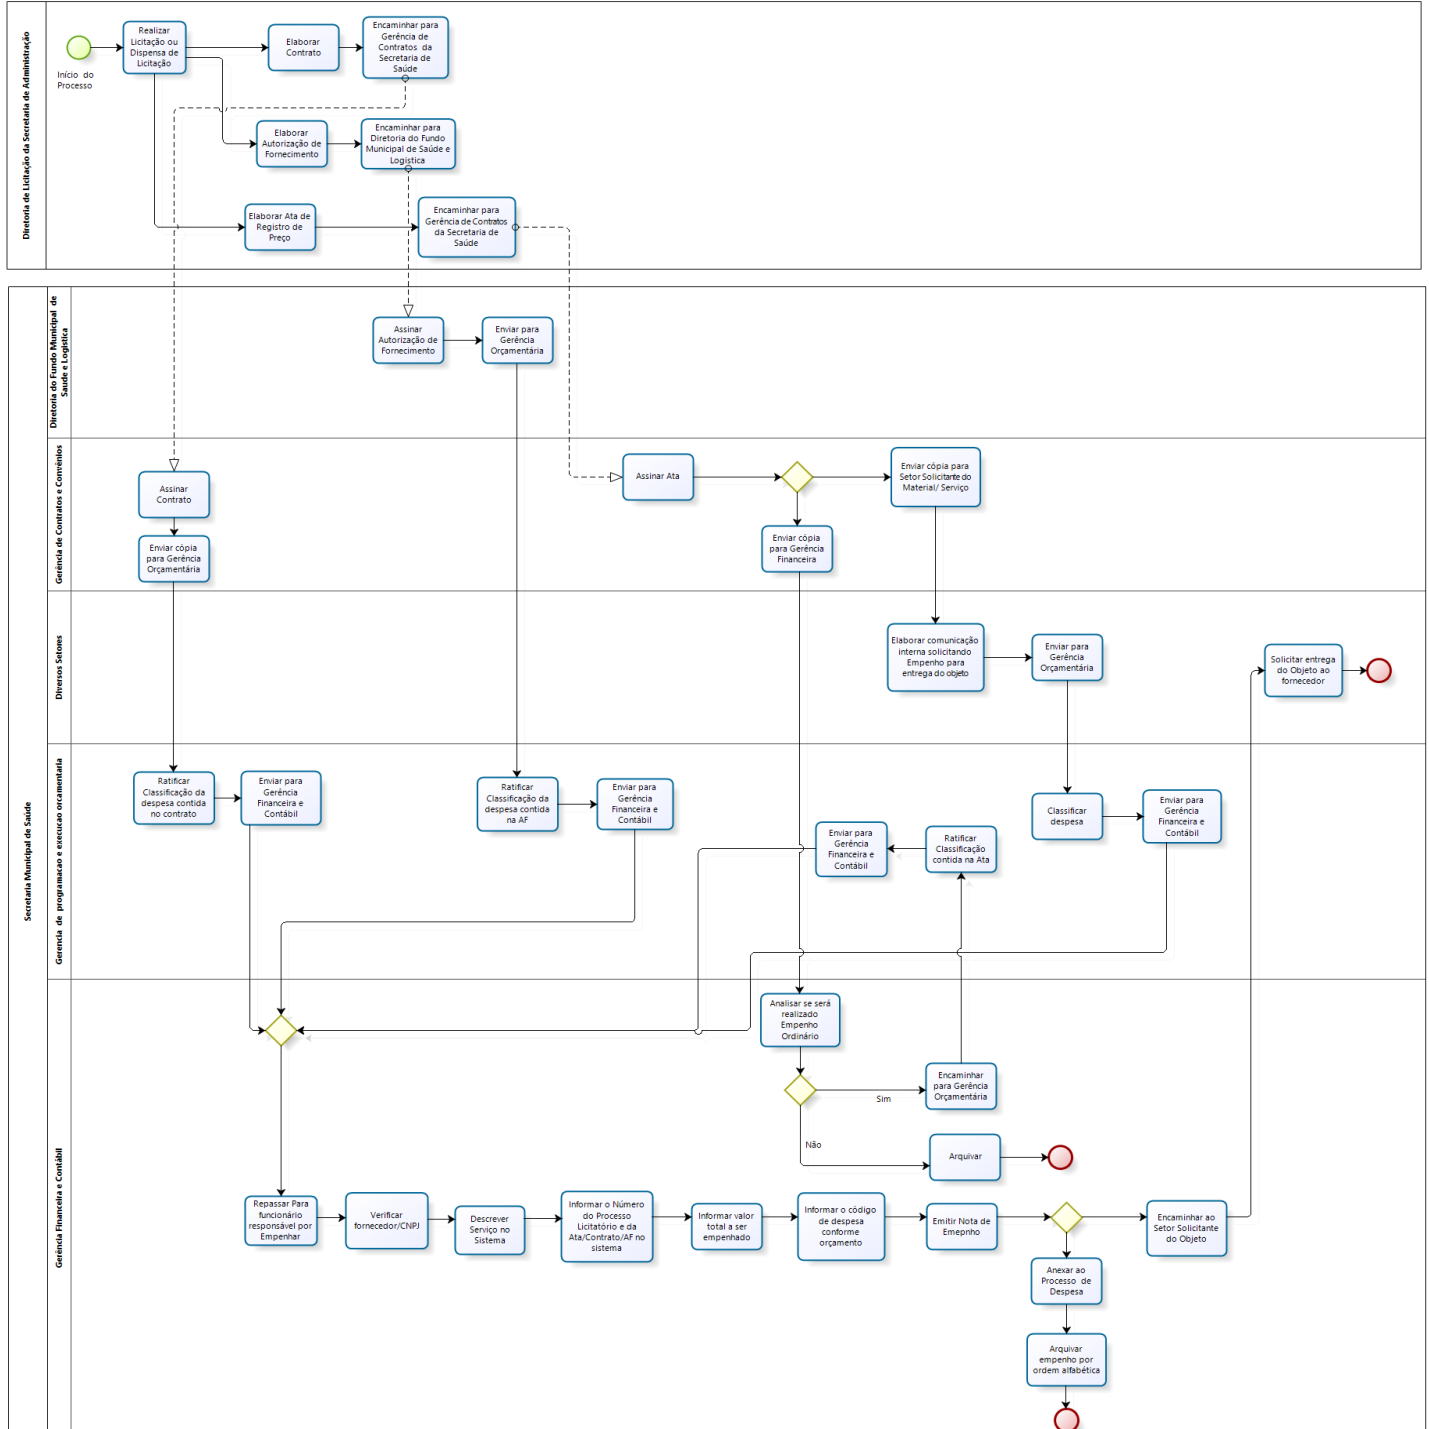 Diretoria de Licitação da Secretaria de Administração
Início do
Processo
Realizar
Licitação ou
Dispensa de
Licitação
Elaborar
Contrato
Encaminhar para
Gerência de
Contratos da
Secretaria de
Saúde
Elaborar
Autorização de
Fornecimento
Encaminhar para
Diretoria do Fundo
Municipal de Saúde e
Logística
Elaborar Ata de
Registro de
Preço
Encaminhar para
Gerência de Contratos
da Secretaria de
Saúde
Secretaria Municipal de Saúde
Diretoria do Fundo Municipal de
Saude e Logistica
Assinar
Autorização de
Fornecimento
Enviar para
Gerência
Orçamentária
Gerência de Contratos e Convênios
Assinar
Contrato
Enviar cópia
para Gerência
Orçamentária
Assinar Ata
Enviar cópia para
Setor Solicitante do
Material/ Serviço
Enviar cópia
para Gerência
Financeira
Diversos Setores
Elaborar comunicação
interna solicitando
Empenho para
entrega do objeto
Enviar para
Gerência
Orçamentária
Solicitar entrega
do Objeto ao
fornecedor
Gerencia de programacao e execucao orcamentaria
Ratificar
Classificação da
despesa contida
no contrato
Enviar para
Gerência
Financeira e
Contábil
Ratificar
Classificação da
despesa contida
na AF
Enviar para
Gerência
Financeira e
Contábil
Enviar para
Gerência
Financeira e
Contábil
Ratificar
Classificação
contida na Ata
Classificar
despesa
Enviar para
Gerência
Financeira e
Contábil
Gerência Financeira e Contábil
Analisar se será
realizado
Empenho
Ordinário
Sim
Encaminhar
para Gerência
Orçamentária
Não
Arquivar
Repassar Para
funcionário
responsável por
Empenhar
Verificar
fornecedor/CNPJ
Descrever
Serviço no
Sistema
Informar o Número
do Processo
Licitatório e da
Ata/Contrato/AF no
sistema
Informar valor
total a ser
empenhado
Informar o código
de despesa
conforme
orçamento
Emitir Nota de
Emepnho
Encaminhar ao
Setor Solicitante
do Objeto
Anexar ao
Processo de
Despesa
Arquivar
empenho por
ordem alfabética